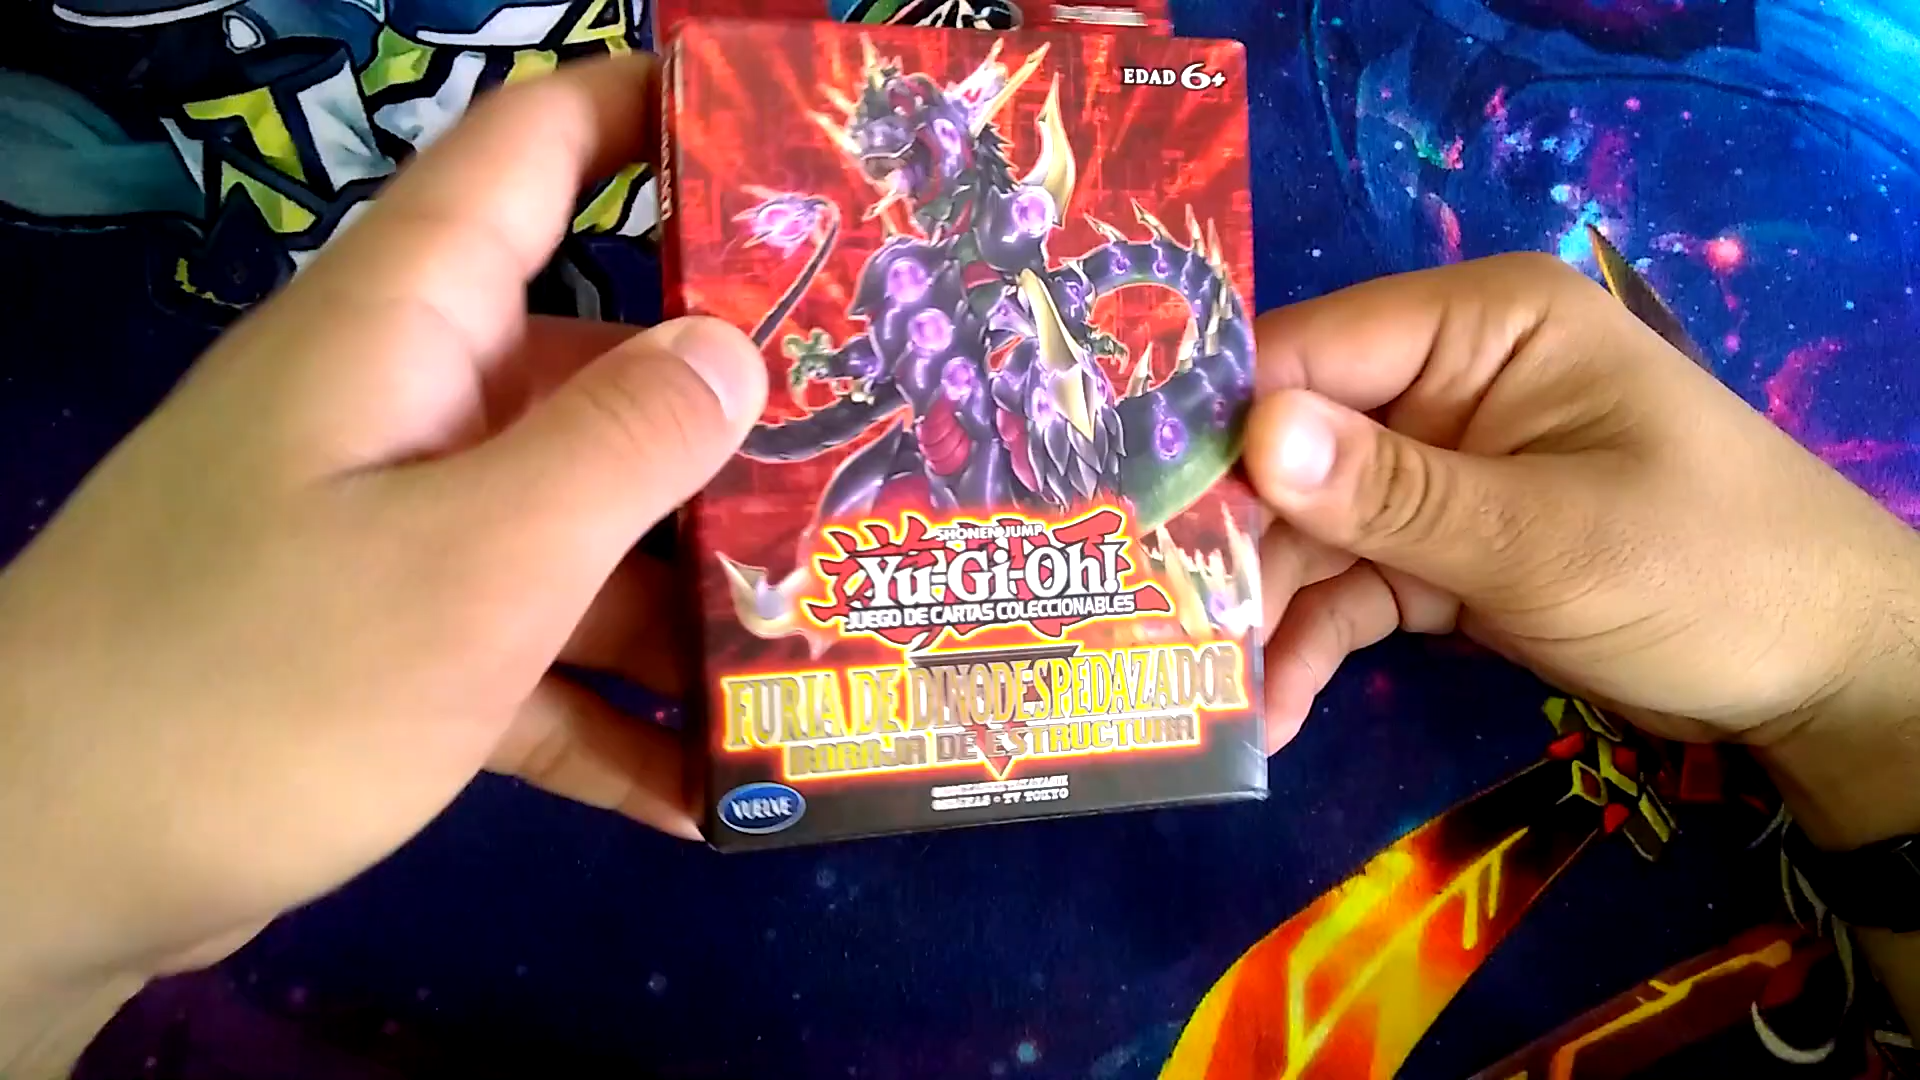 EDAD 6+
SHONEN JUMP
Yu-Gi-Oh!
JUEGO DE CARTAS COLECCIONABLES
FURIA DE DINODESPEDAZADOR
BARAJA DE ESTRUCTURA
TV TOKYO